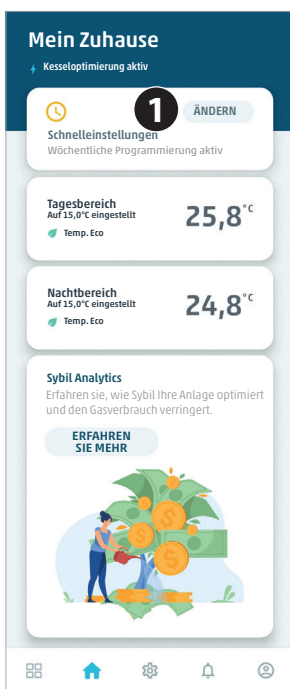 Mein Zuhause
Kesseloptimierung aktiv
1
ÄNDERN
Schnelleinstellungen
Wöchentliche Programmierung aktiv
Tagesbereich
Auf 15,0°C eingestellt
25,8°C
Temp. Eco
Nachtbereich
Auf 15,0°C eingestellt
24,8°C
Temp. Eco
Sybil Analytics
Erfahren sie, wie Sybil Ihre Anlage optimiert
und den Gasverbrauch verringert.
ERFAHREN
SIE MEHR